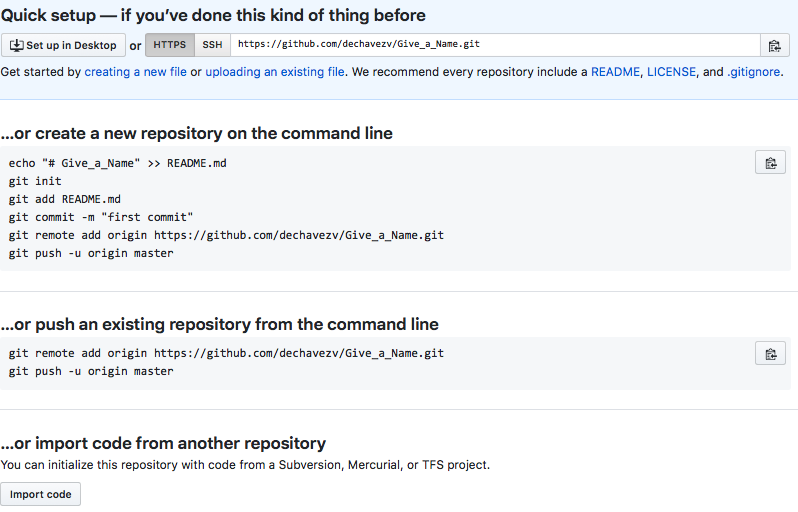 Quick setup — if you’ve done this kind of thing before
Set up in Desktop or HTTPS SSH https://github.com/dechavezv/Give_a_Name.git
Get started by creating a new file or uploading an existing file. We recommend every repository include a README, LICENSE, and .gitignore.
…or create a new repository on the command line
echo "# Give_a_Name" >> README.md
git init
git add README.md
git commit -m "first commit"
git remote add origin https://github.com/dechavezv/Give_a_Name.git
git push -u origin master
…or push an existing repository from the command line
git remote add origin https://github.com/dechavezv/Give_a_Name.git
git push -u origin master
…or import code from another repository
You can initialize this repository with code from a Subversion, Mercurial, or TFS project.
Import code